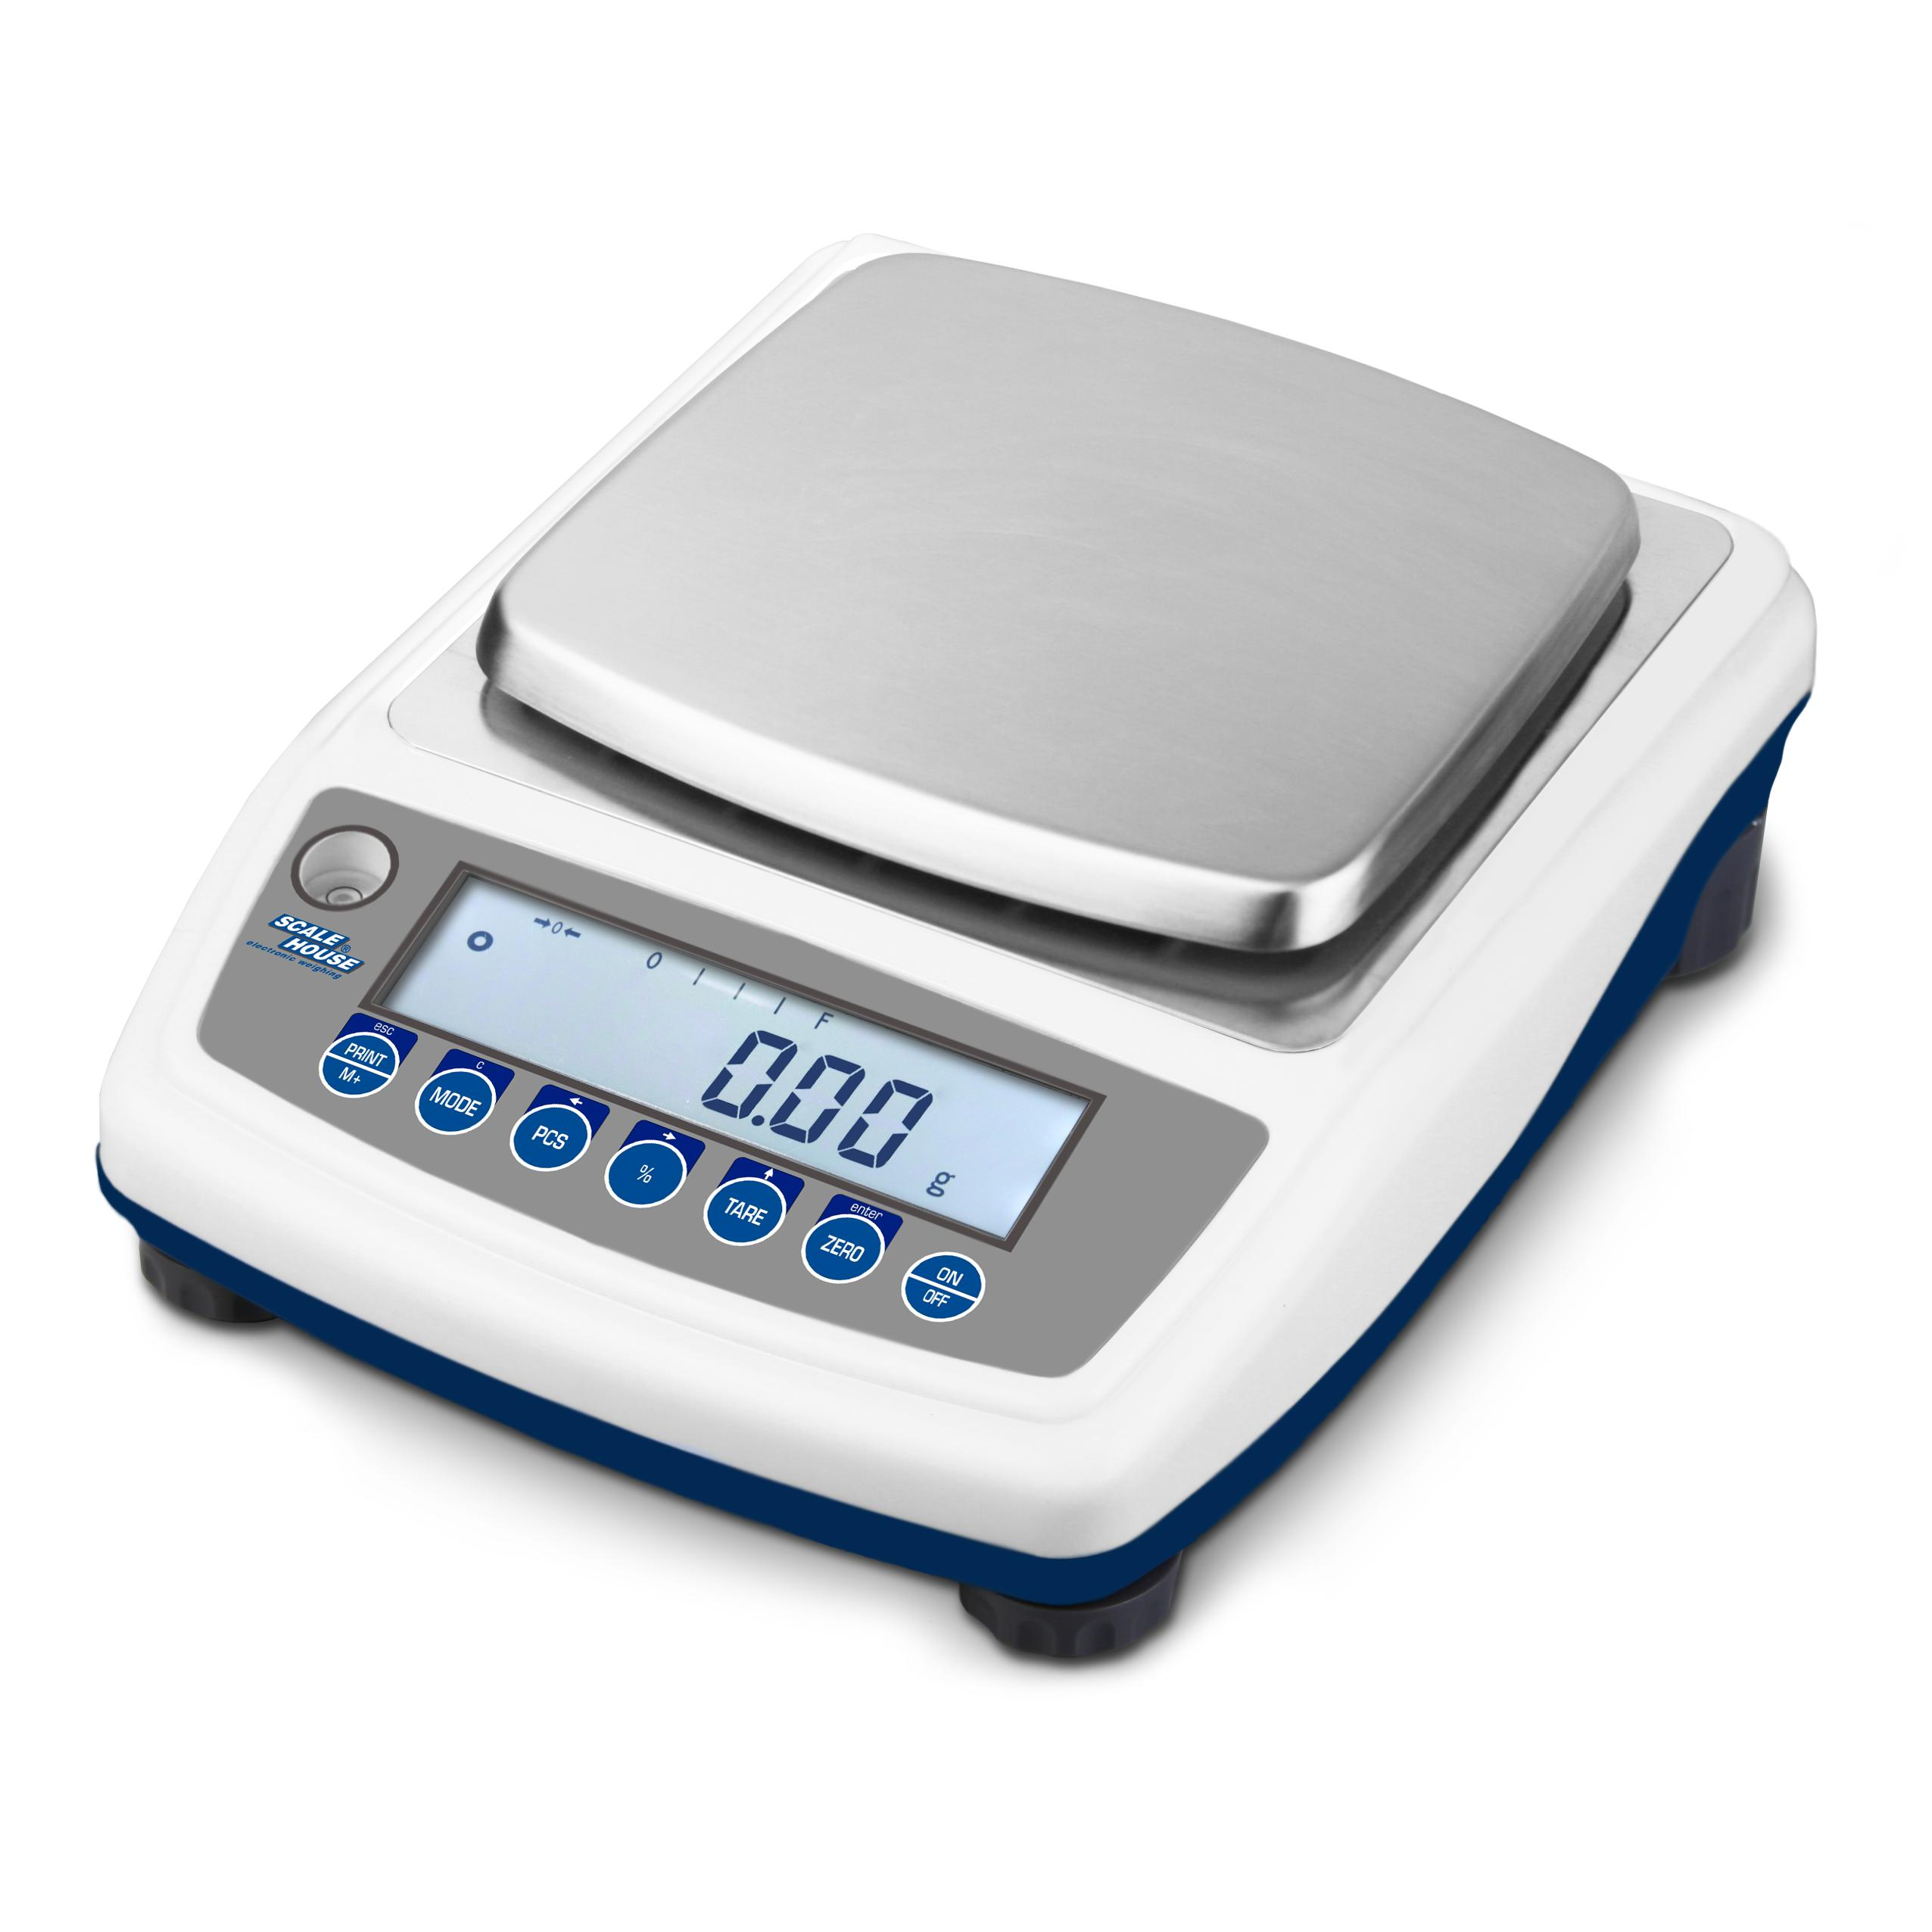 SCALE
HOUSE®
electronic weighing
→0←
0 | | | F
0.00 g
esc
PRINT
M+
C
MODE
←
PCS
→
%
↑
TARE
enter
ZERO
ON
OFF